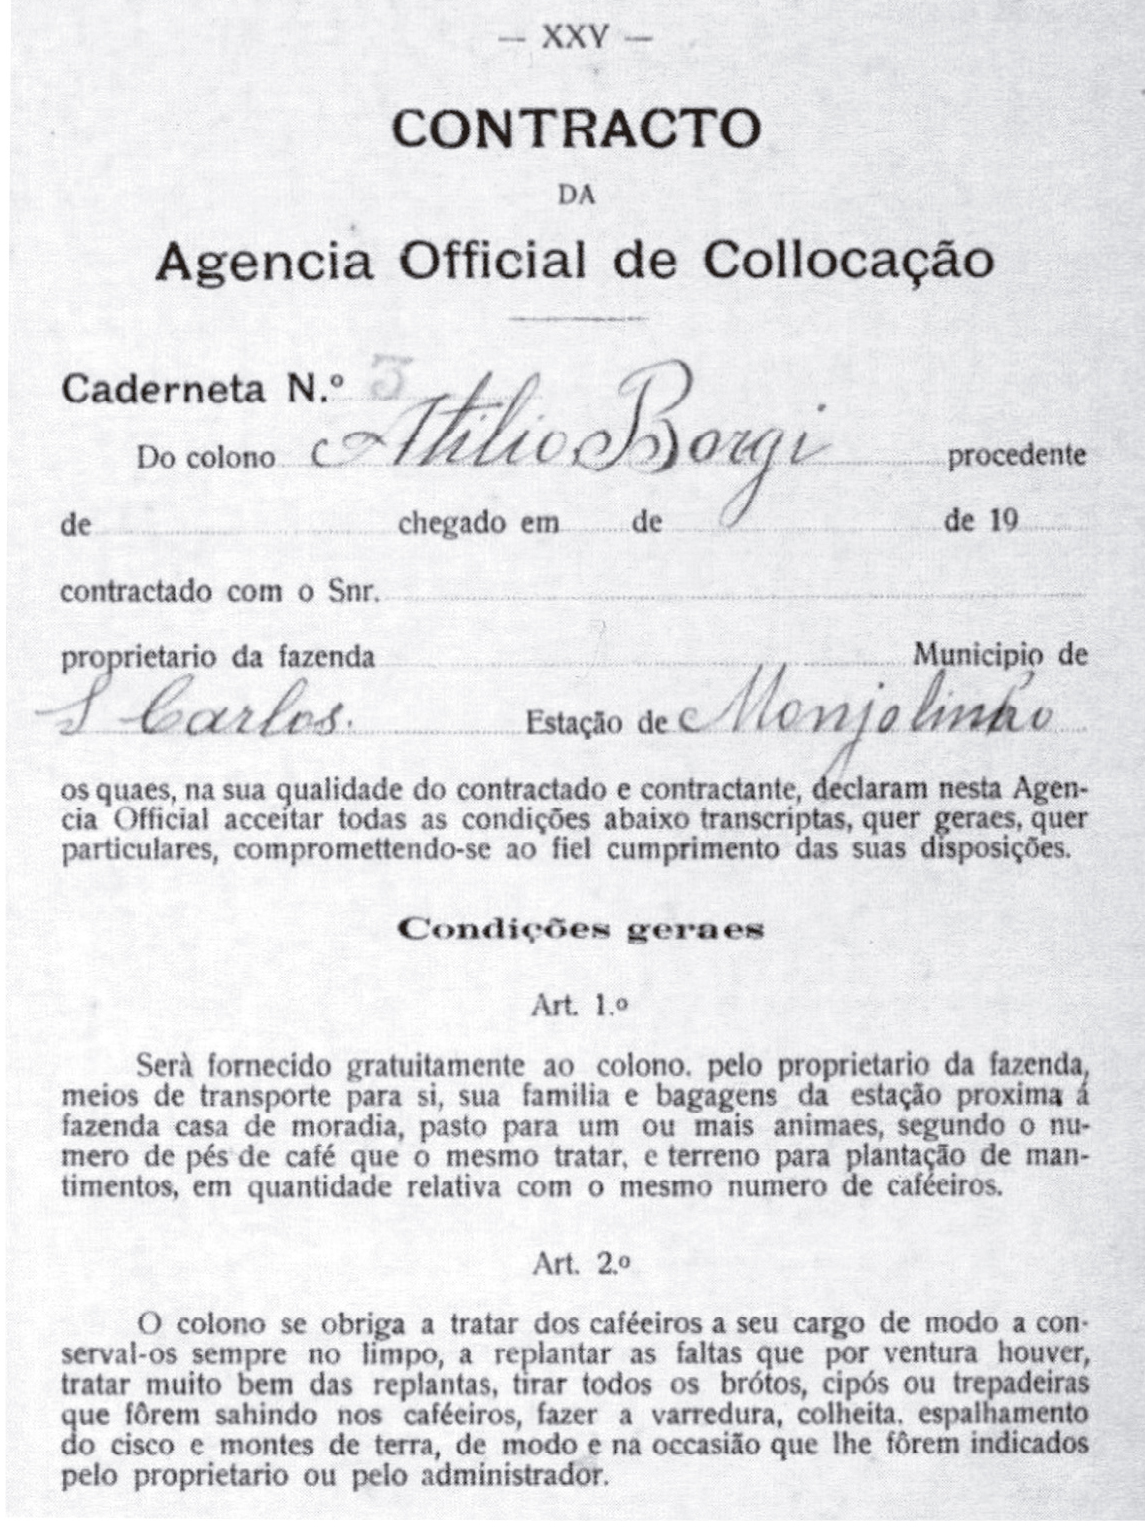 — XXV —
CONTRACTO
DA
Agencia Official de Collocação
Caderneta N.º 3
Do colono Attilio Borgi procedente
de chegado em de de 19
contractado com o Snr.
proprietario da fazenda Municipio de
S Carlos. Estação de Monjolinho
os quaes, na sua qualidade do contractado e contractante, declaram nesta Agen-
cia Official acceitar todas as condições abaixo transcriptas, quer geraes, quer
particulares, compromettendo-se ao fiel cumprimento das suas disposições.
Condições geraes
Art. 1.º
Serà fornecido gratuitamente ao colono. pelo proprietario da fazenda,
meios de transporte para si, sua familia e bagagens da estação proxima á
fazenda casa de moradia, pasto para um ou mais animaes, segundo o nu-
mero de pés de café que o mesmo tratar, e terreno para plantação de man-
timentos, em quantidade relativa com o mesmo numero de caféeiros.
Art. 2.º
O colono se obriga a tratar dos caféeiros a seu cargo de modo a con-
serval-os sempre no limpo, a replantar as faltas que por ventura houver,
tratar muito bem das replantas, tirar todos os brótos, cipós ou trepadeiras
que fôrem sahindo nos caféeiros, fazer a varredura, colheita. espalhamento
do cisco e montes de terra, de modo e na occasião que lhe fôrem indicados
pelo proprietario ou pelo administrador.